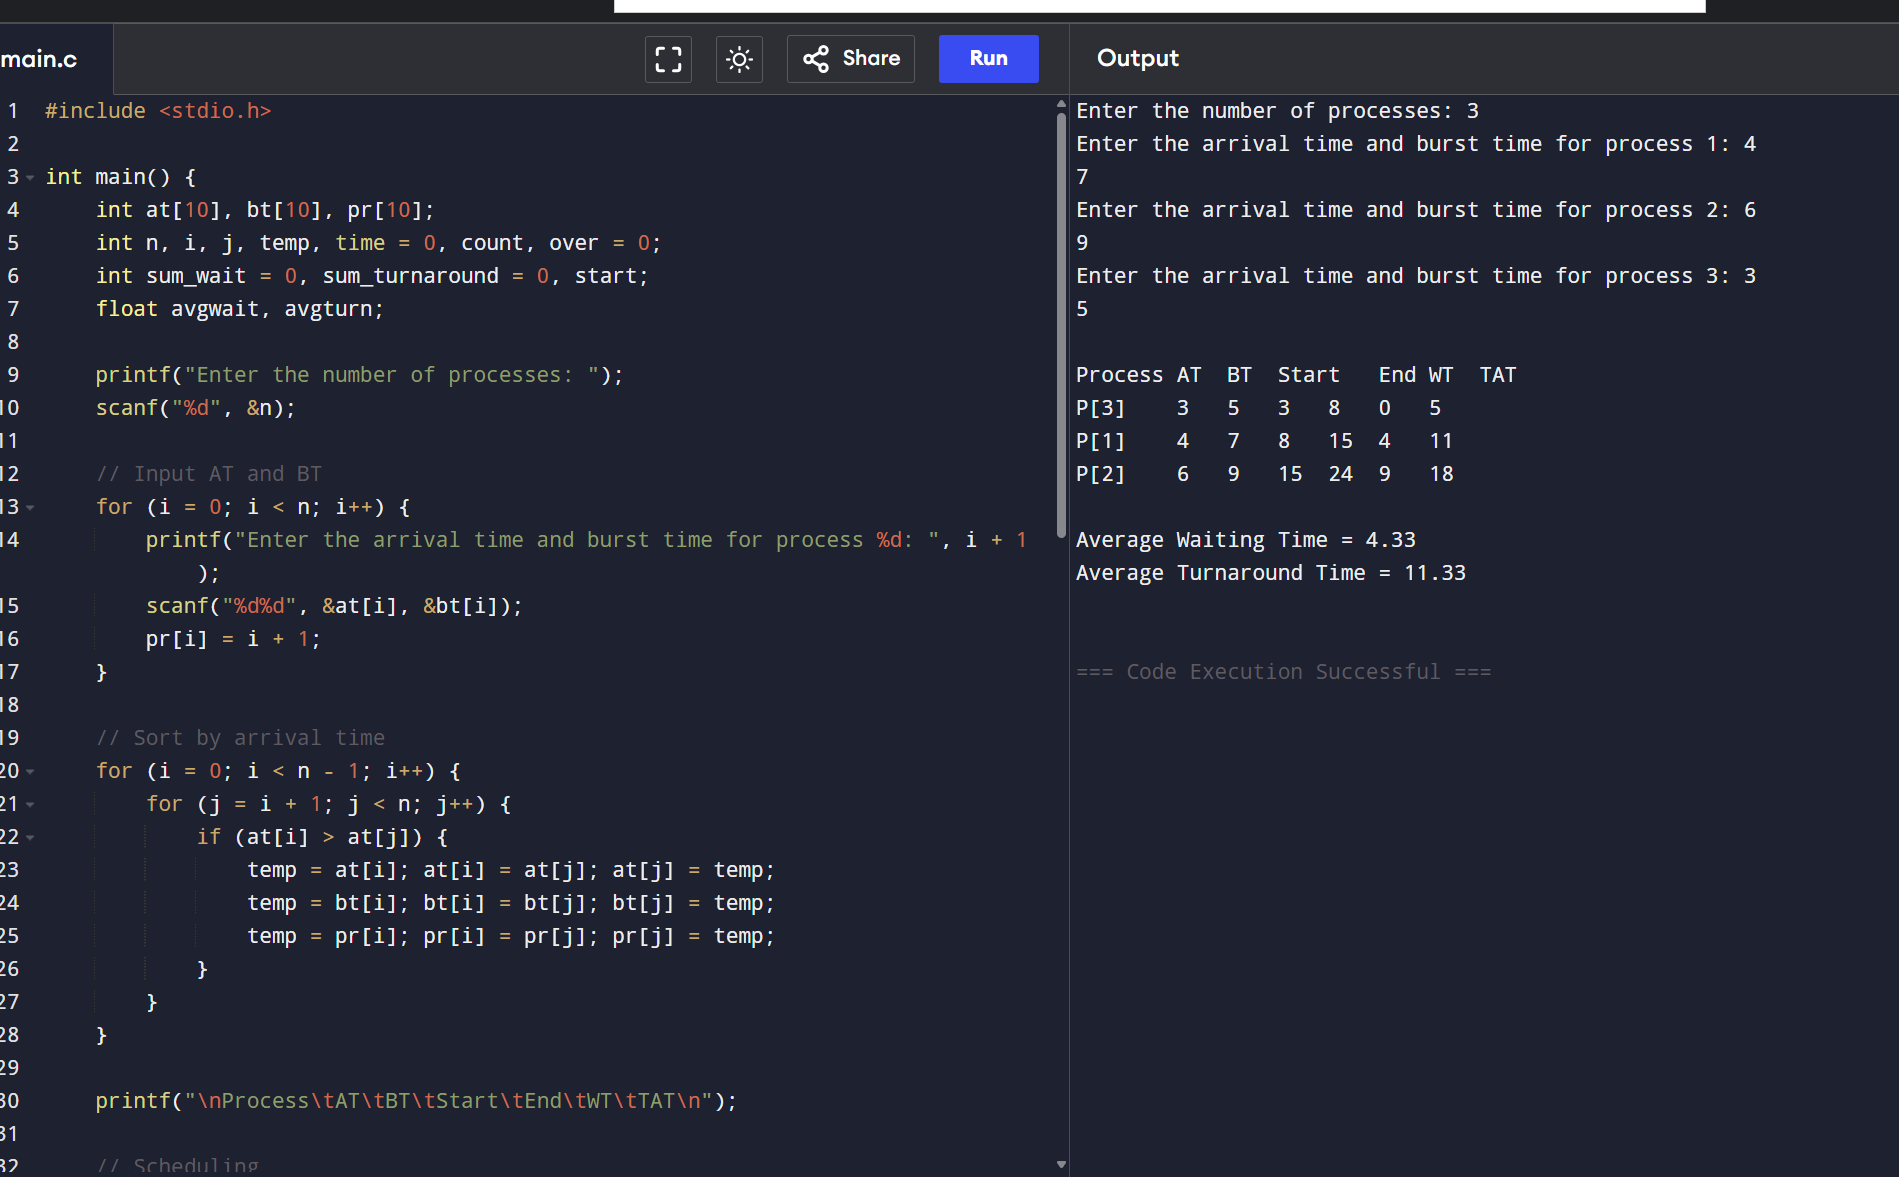 main.c
Share
Run
Output
1 #include <stdio.h>
2
3 int main() {
4     int at[10], bt[10], pr[10];
5     int n, i, j, temp, time = 0, count, over = 0;
6     int sum_wait = 0, sum_turnaround = 0, start;
7     float avgwait, avgturn;
8
9     printf("Enter the number of processes: ");
10     scanf("%d", &n);
11
12     // Input AT and BT
13     for (i = 0; i < n; i++) {
14         printf("Enter the arrival time and burst time for process %d: ", i + 1
            );
15         scanf("%d%d", &at[i], &bt[i]);
16         pr[i] = i + 1;
17     }
18
19     // Sort by arrival time
20     for (i = 0; i < n - 1; i++) {
21         for (j = i + 1; j < n; j++) {
22             if (at[i] > at[j]) {
23                 temp = at[i]; at[i] = at[j]; at[j] = temp;
24                 temp = bt[i]; bt[i] = bt[j]; bt[j] = temp;
25                 temp = pr[i]; pr[i] = pr[j]; pr[j] = temp;
26             }
27         }
28     }
29
30     printf("\nProcess\tAT\tBT\tStart\tEnd\tWT\tTAT\n");
31
32     // Scheduling
Enter the number of processes: 3
Enter the arrival time and burst time for process 1: 4
7
Enter the arrival time and burst time for process 2: 6
9
Enter the arrival time and burst time for process 3: 3
5
Process AT  BT  Start   End WT  TAT
P[3]    3   5   3   8   0   5
P[1]    4   7   8   15  4   11
P[2]    6   9   15  24  9   18
Average Waiting Time = 4.33
Average Turnaround Time = 11.33
=== Code Execution Successful ===